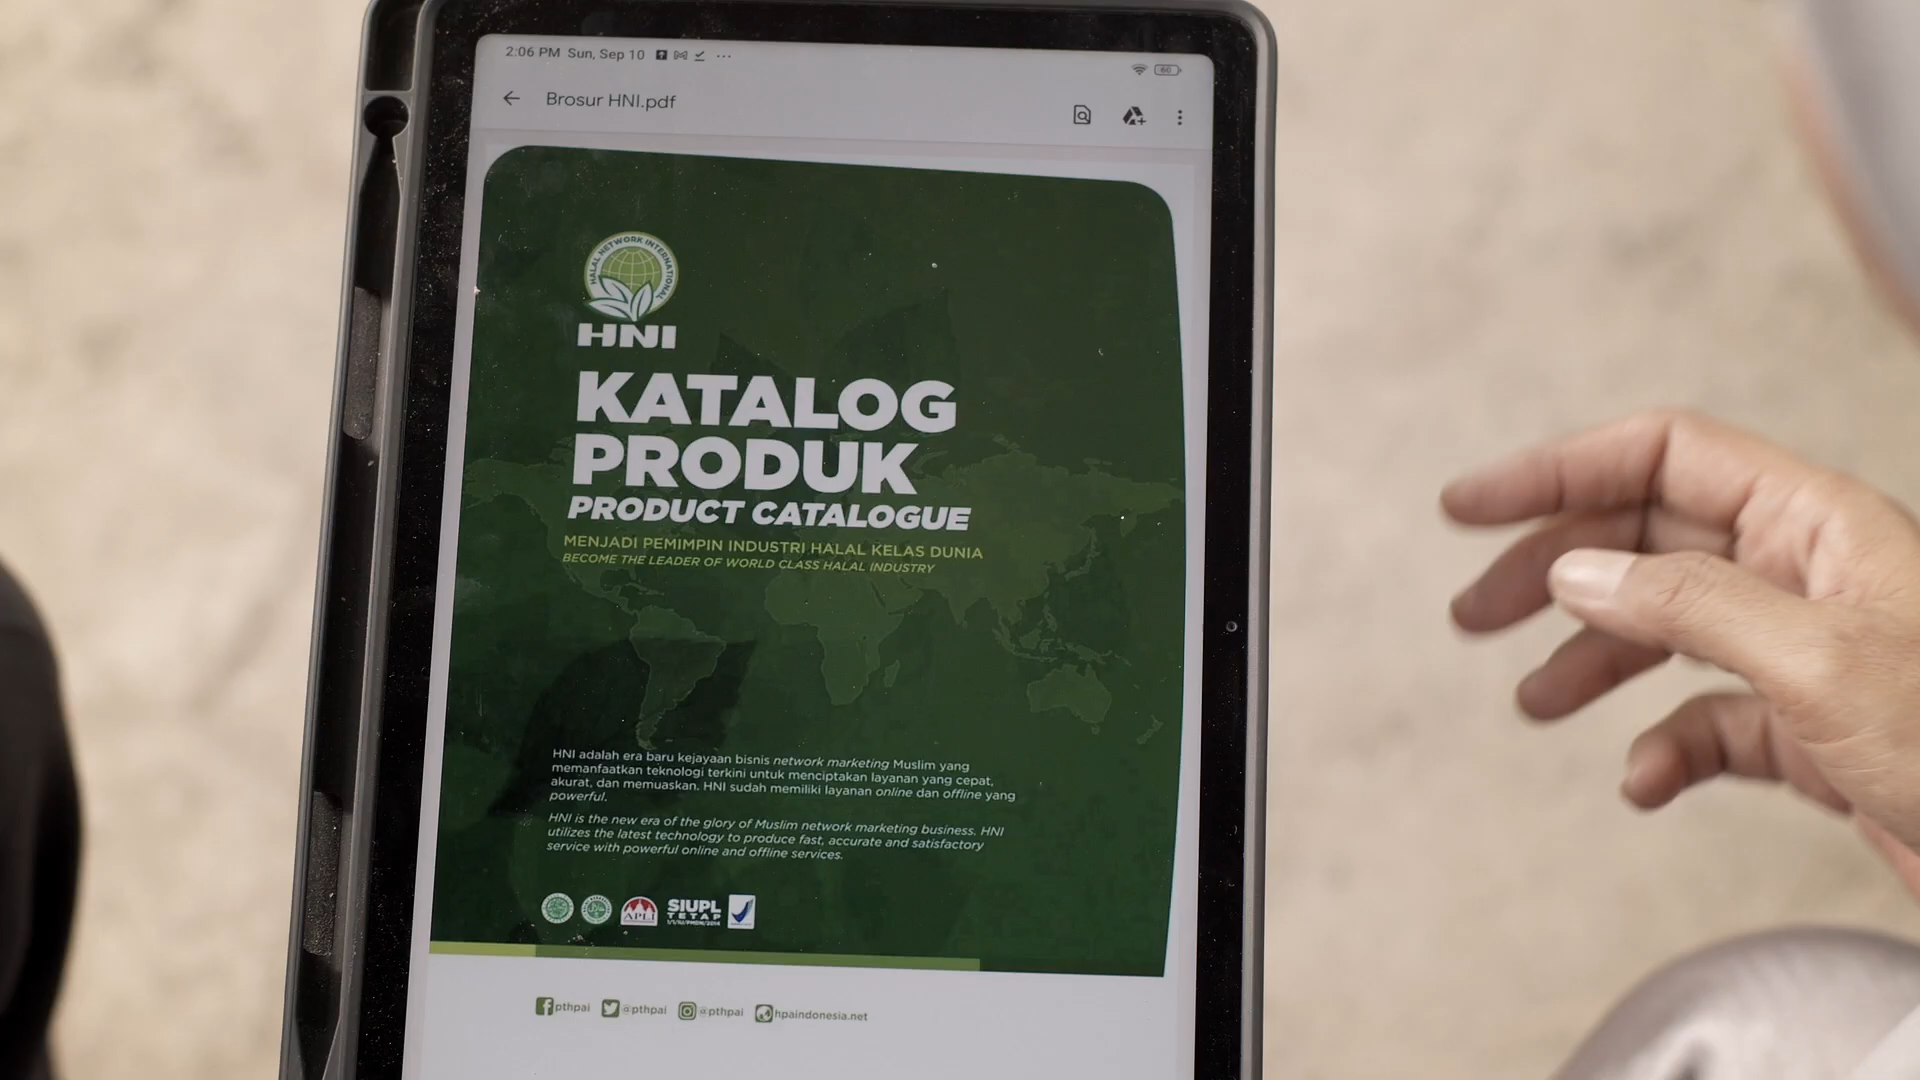 2:06 PM Sun, Sep 10
60
Brosur HNI.pdf
HALAL NETWORK INTERNATIONAL
HNI
KATALOG
PRODUK
PRODUCT CATALOGUE
MENJADI PEMIMPIN INDUSTRI HALAL KELAS DUNIA
BECOME THE LEADER OF WORLD CLASS HALAL INDUSTRY
HNI adalah era baru kejayaan bisnis network marketing Muslim yang
memanfaatkan teknologi terkini untuk menciptakan layanan yang cepat,
akurat, dan memuaskan. HNI sudah memiliki layanan online dan offline yang
powerful.
HNI is the new era of the glory of Muslim network marketing business. HNI
utilizes the latest technology to produce fast, accurate and satisfactory
service with powerful online and offline services.
APLI
SIUPL
TETAP
pthpai @pthpai @pthpai hpaindonesia.net